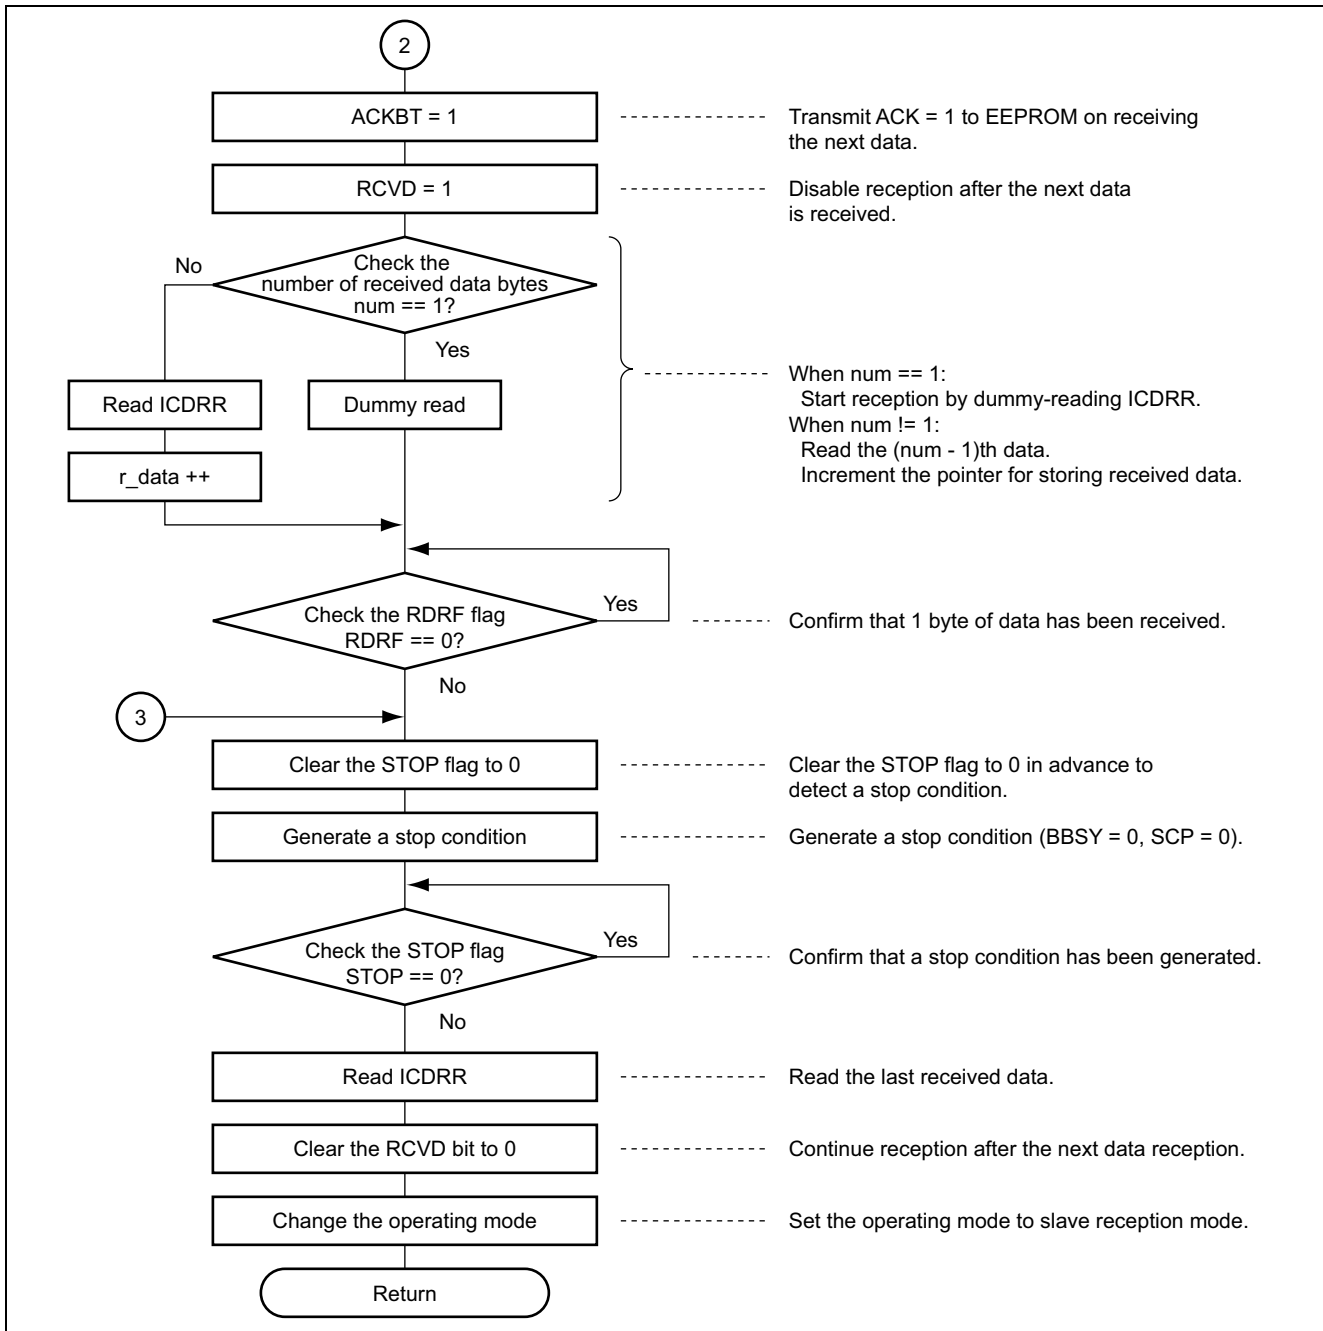 2
ACKBT = 1
Transmit ACK = 1 to EEPROM on receiving
the next data.
RCVD = 1
Disable reception after the next data
is received.
No
Check the
number of received data bytes
num == 1?
Yes
Read ICDRR
Dummy read
r_data ++
When num == 1:
Start reception by dummy-reading ICDRR.
When num != 1:
Read the (num - 1)th data.
Increment the pointer for storing received data.
Check the RDRF flag
RDRF == 0?
Yes
Confirm that 1 byte of data has been received.
No
3
Clear the STOP flag to 0
Clear the STOP flag to 0 in advance to
detect a stop condition.
Generate a stop condition
Generate a stop condition (BBSY = 0, SCP = 0).
Check the STOP flag
STOP == 0?
Yes
Confirm that a stop condition has been generated.
No
Read ICDRR
Read the last received data.
Clear the RCVD bit to 0
Continue reception after the next data reception.
Change the operating mode
Set the operating mode to slave reception mode.
Return